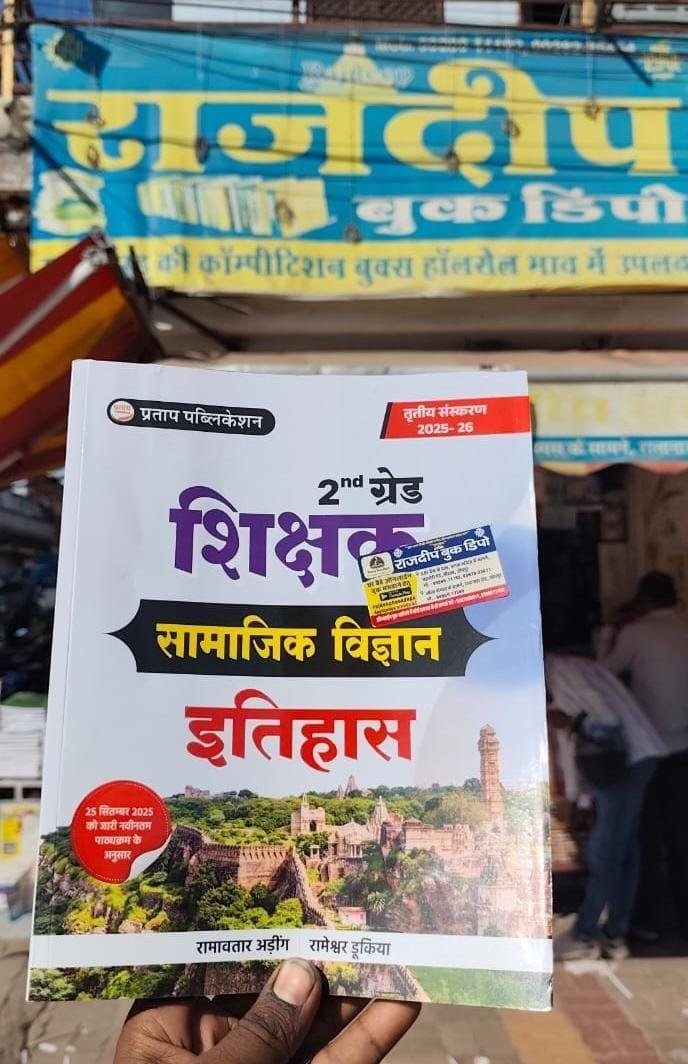 Rajdeep
राजदीप
बुक डिपो
की कॉम्पीटिशन बुक्स हॉलसेल भाव में
प्रताप पब्लिकेशन
तृतीय संस्करण
2025-26
2nd ग्रेड
शिक्षक
राजदीप बुक डिपो
सामाजिक विज्ञान
इतिहास
25 सितम्बर 2025
को जारी नवीनतम
पाठ्यक्रम के
अनुसार
रामावतार अड़ींग रामेश्वर डूकिया